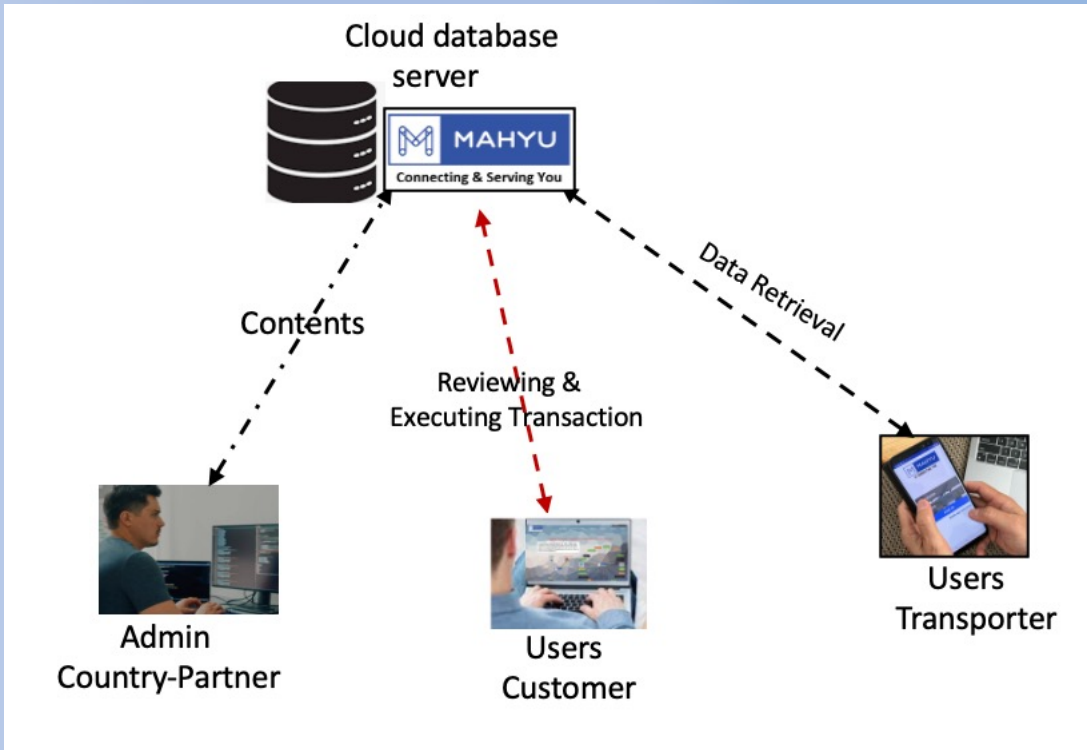 Cloud database
server
MAHYU
Connecting & Serving You
Contents
Data Retrieval
Reviewing &
Executing Transaction
MAHYU
Admin
Country-Partner
Users
Customer
Users
Transporter